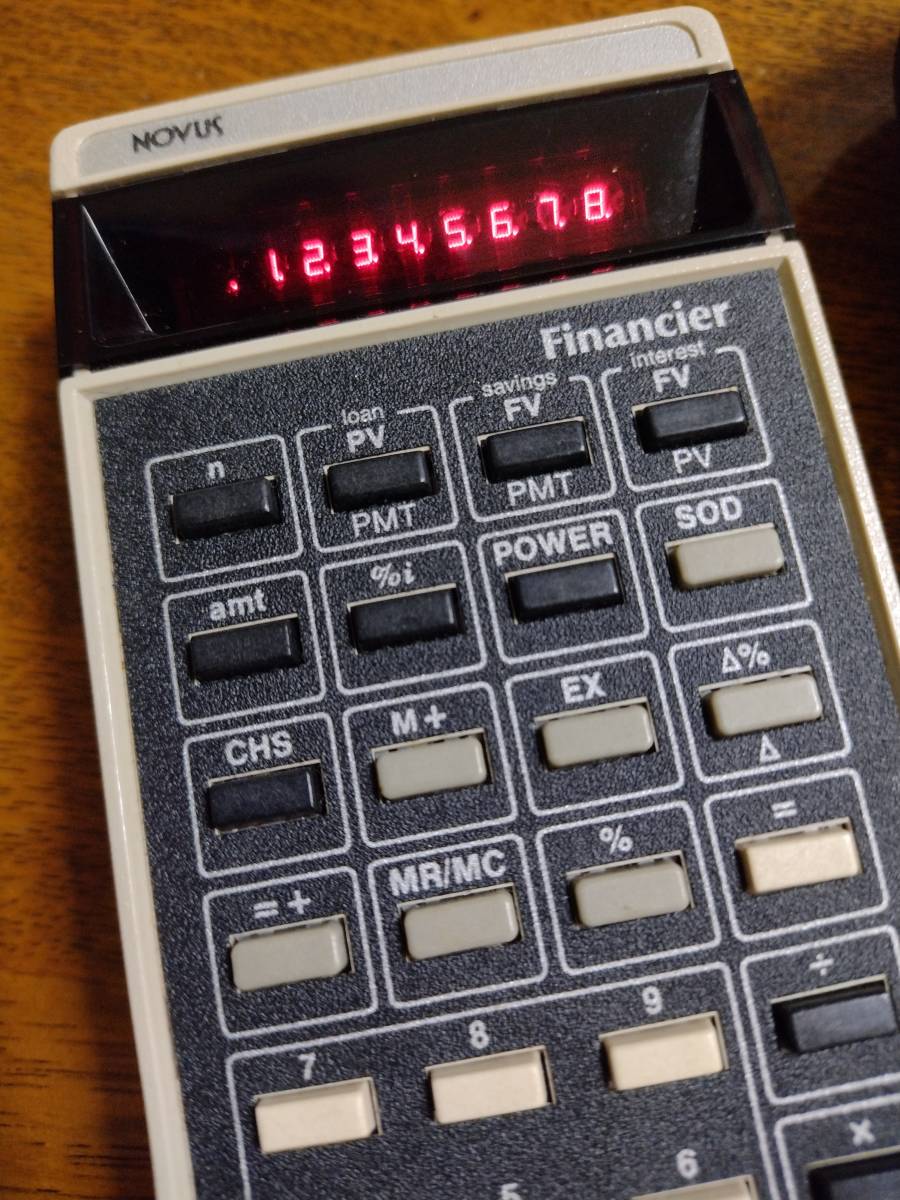 NOVUS
.1.2.3.4.5.6.7.8.
Financier
loan savings interest
n PV FV FV
PMT PMT PV
amt %i POWER SOD
CHS M+ EX Δ%
Δ
=+ MR/MC % =
7 8 9 ÷
5 6 ×